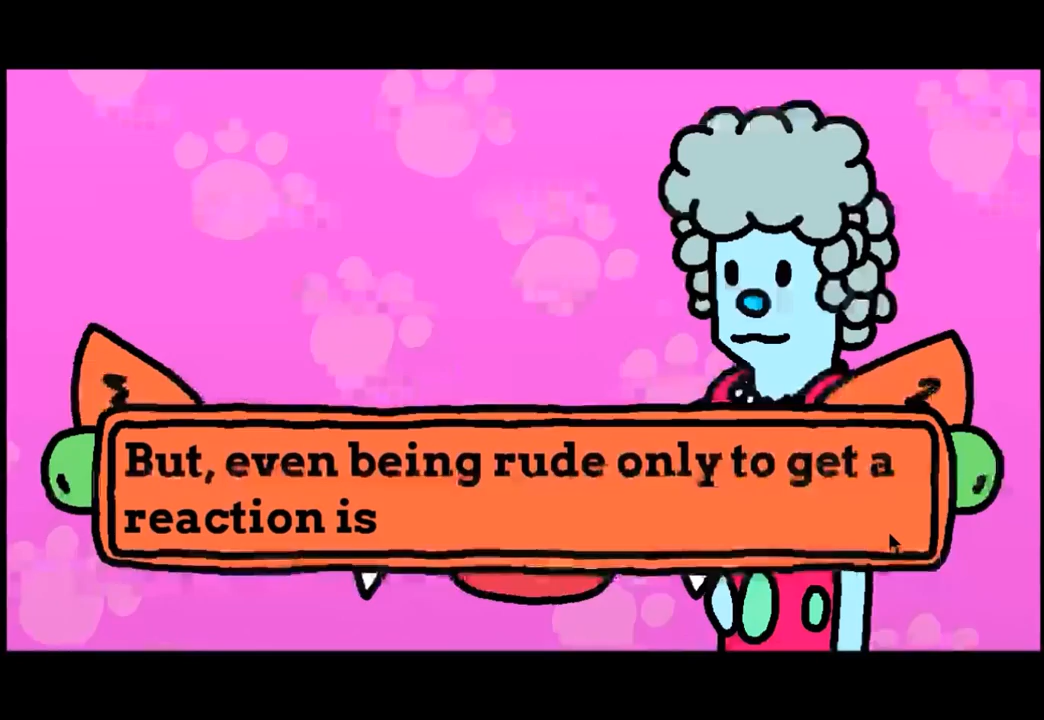 But, even being rude only to get a
reaction is